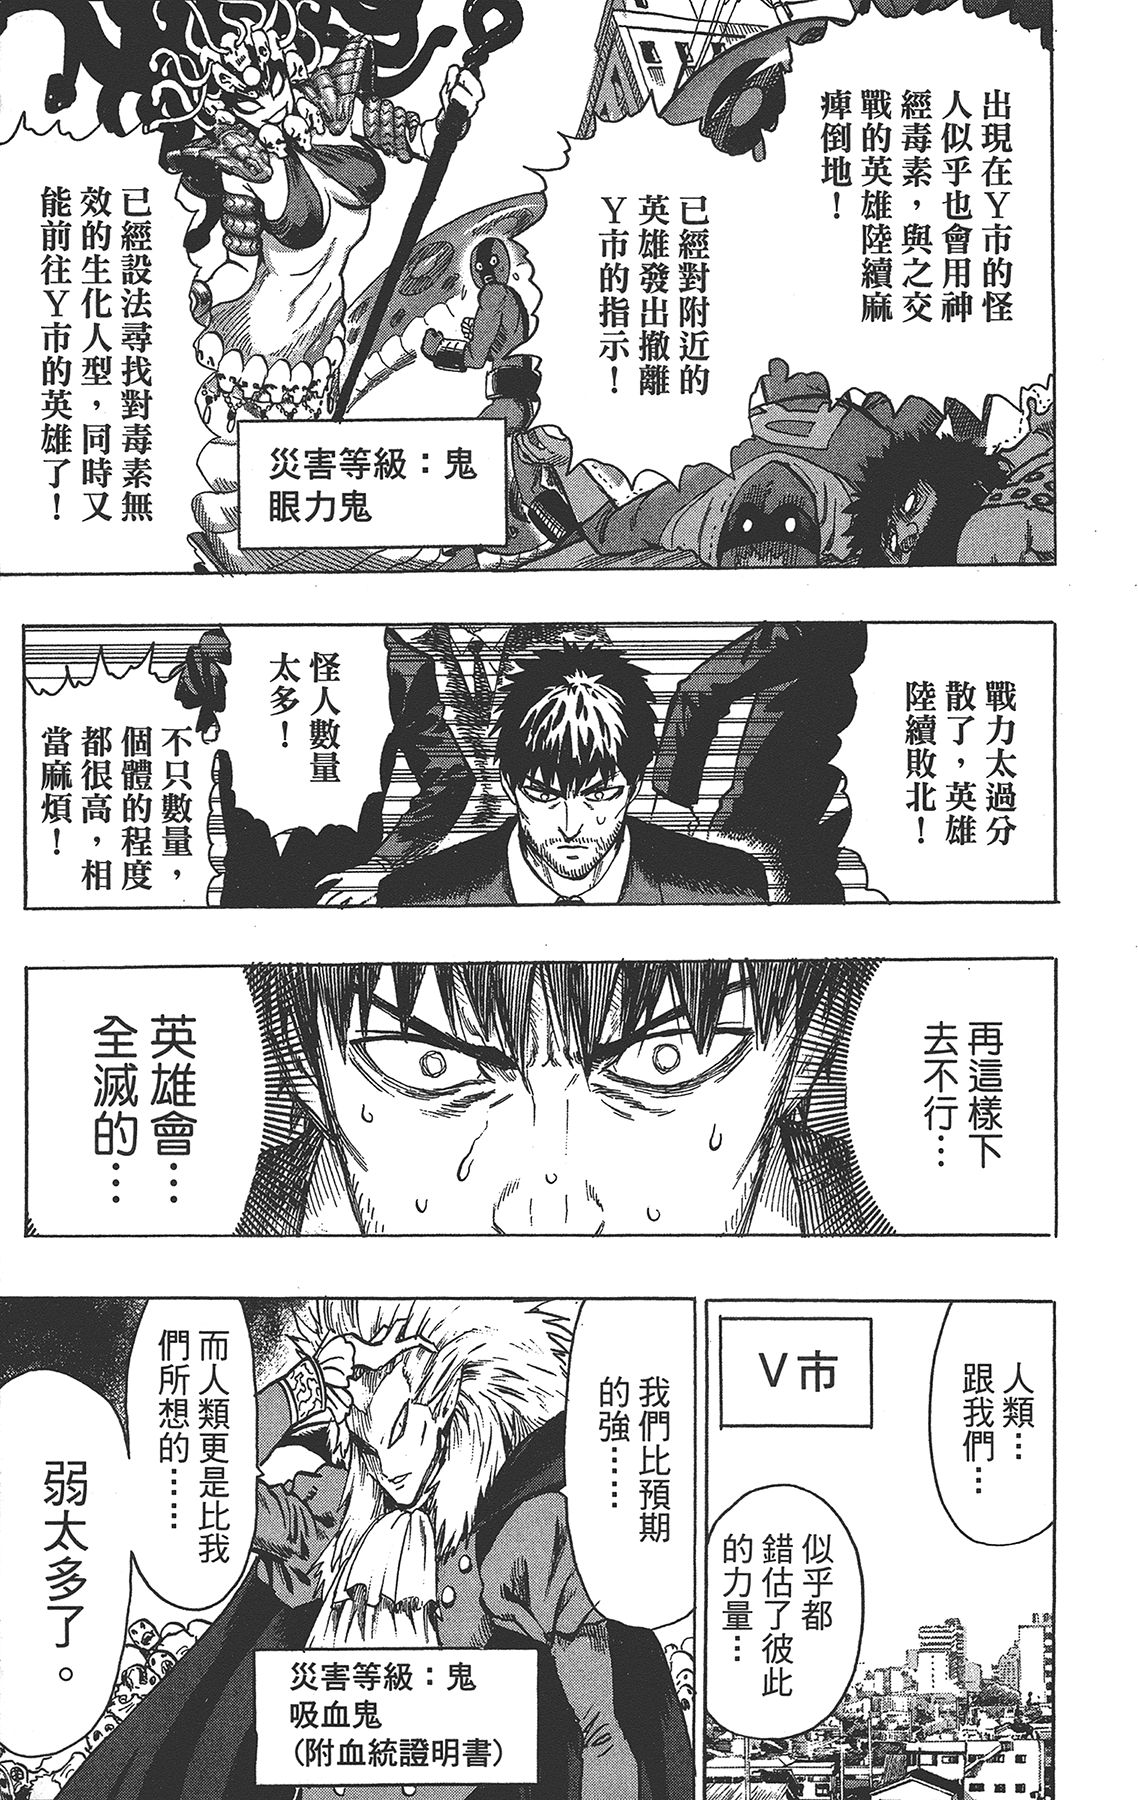 出現在Y市的怪
人似乎也會用神
經毒素，與之交
戰的英雄陸續麻
痺倒地！
已經對附近的
英雄發出撤離
Y市的指示！
已經設法尋找對毒素無
效的生化人型，同時又
能前往Y市的英雄了！
災害等級：鬼
眼力鬼
戰力太過分
散了，英雄
陸續敗北！
怪人數量
太多！
不只數量，
個體的程度
都很高，相
當麻煩！
再這樣下
去不行…
英雄會…
全滅的…
V市
人類…
跟我們…
似乎都
錯估了彼此
的力量…
我們比預期
的強……
而人類更是比我
們所想的……
弱太多了。
災害等級：鬼
吸血鬼
(附血統證明書)